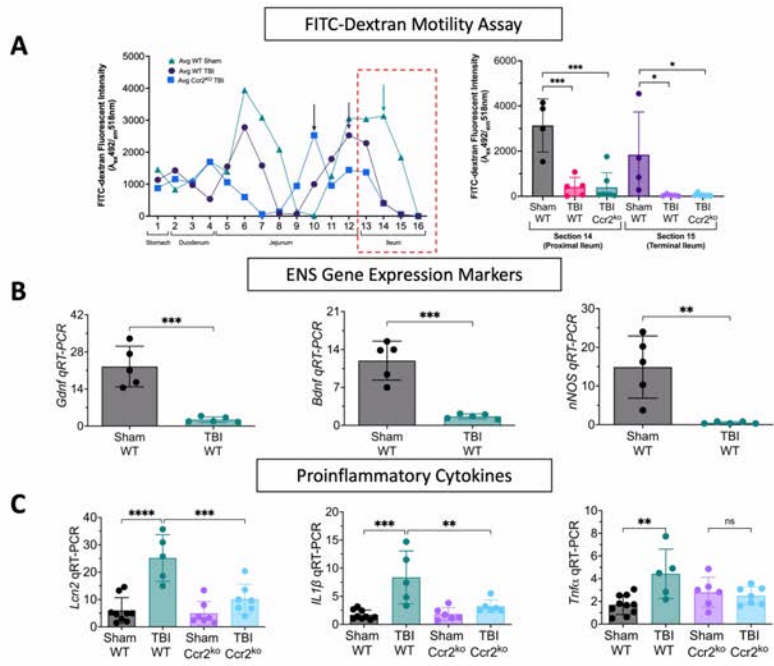 FITC-Dextran Motility Assay
A
FITC-dextran Fluorescent Intensity
(λex492/em518nm)
5000
4000
3000
2000
1000
0
Avg WT Sham
Avg WT TBI
Avg Ccr2KO TBI
1 2 3 4 5 6 7 8 9 10 11 12 13 14 15 16
Stomach Duodenum Jejunum Ileum
FITC-dextran Fluorescent Intensity
(λex492/em518nm)
6000
4000
2000
0
***
***
*
*
Sham WT
TBI WT
TBI Ccr2ko
Sham WT
TBI WT
TBI Ccr2ko
Section 14
(Proximal Ileum)
Section 15
(Terminal Ileum)
ENS Gene Expression Markers
B
Gdnf qRT-PCR
42
28
14
0
***
Sham WT
TBI WT
Bdnf qRT-PCR
21
14
7
0
***
Sham WT
TBI WT
nNOS qRT-PCR
30
20
10
0
**
Sham WT
TBI WT
Proinflammatory Cytokines
C
Lcn2 qRT-PCR
40
30
20
10
0
****
***
Sham WT
TBI WT
Sham Ccr2ko
TBI Ccr2ko
IL1β qRT-PCR
20
15
10
5
0
***
**
Sham WT
TBI WT
Sham Ccr2ko
TBI Ccr2ko
Tnfα qRT-PCR
10
8
6
4
2
0
**
ns
Sham WT
TBI WT
Sham Ccr2ko
TBI Ccr2ko